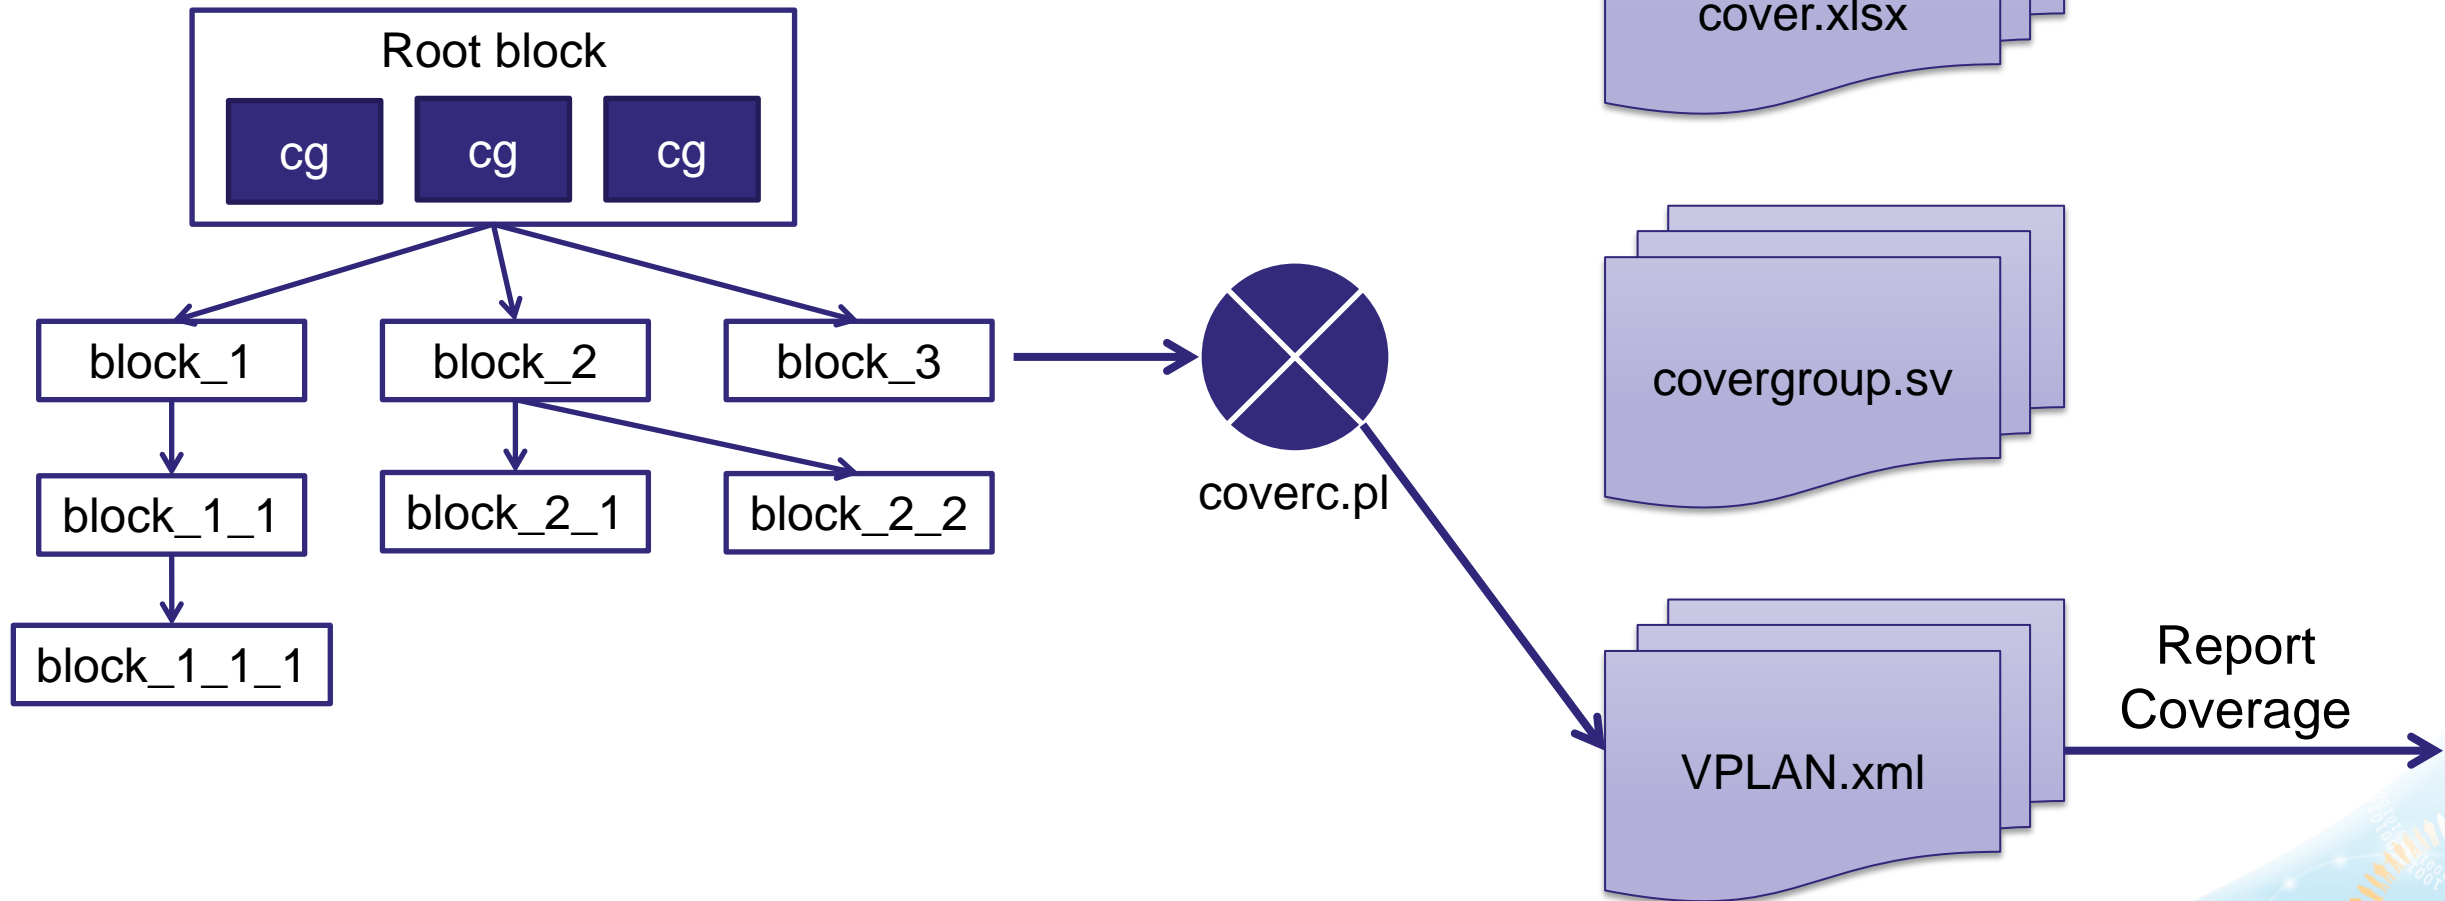 cover.xlsx
Root block
cg
cg
cg
block_1
block_2
block_3
covergroup.sv
block_1_1
block_2_1
block_2_2
coverc.pl
block_1_1_1
Report
Coverage
VPLAN.xml